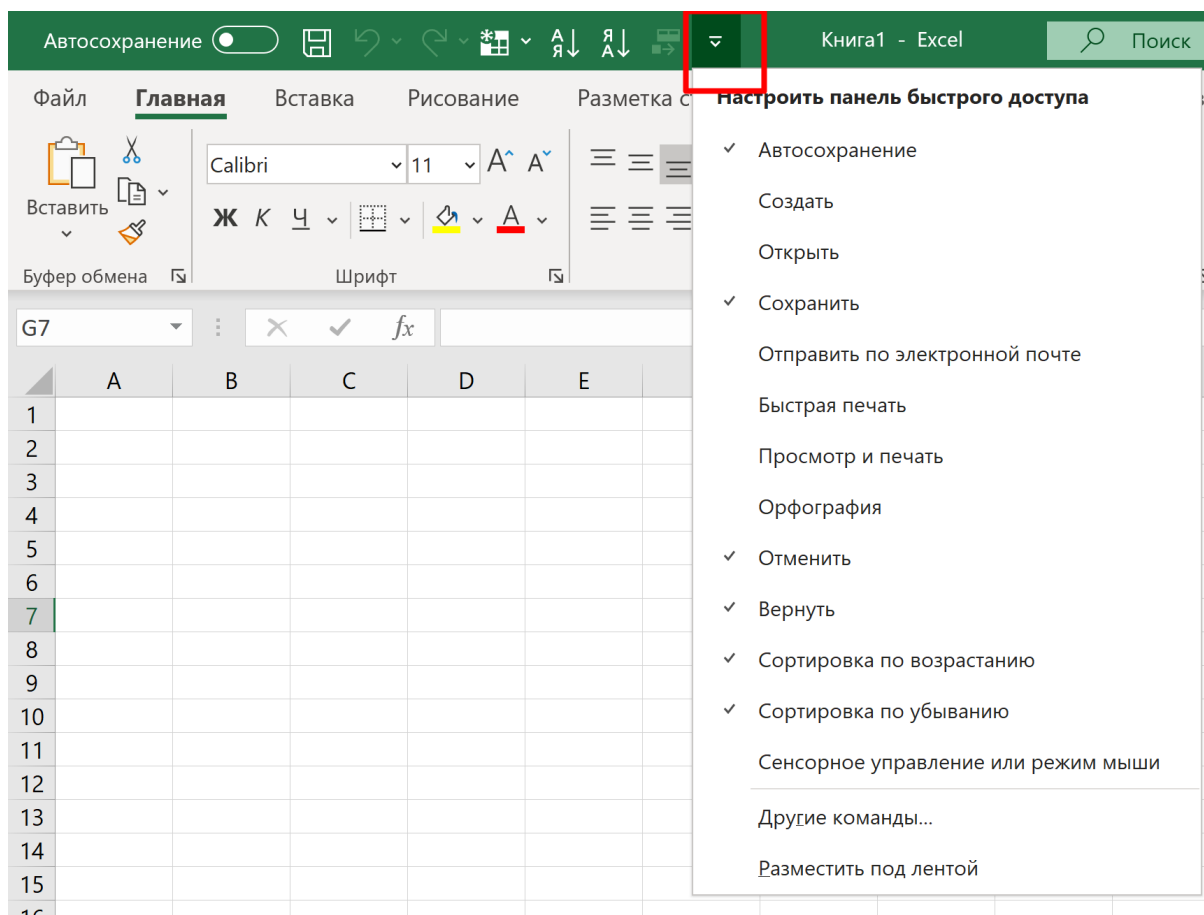 Автосохранение А Я Я А Книга1 - Excel Поиск
Файл Главная Вставка Рисование Разметка с
Настроить панель быстрого доступа
Автосохранение
Создать
Открыть
Сохранить
Отправить по электронной почте
Быстрая печать
Просмотр и печать
Орфография
Отменить
Вернуть
Сортировка по возрастанию
Сортировка по убыванию
Сенсорное управление или режим мыши
Другие команды...
Разместить под лентой
Вставить
Calibri 11 A A
Ж К Ч A
Буфер обмена Шрифт
G7 fx
A B C D E
1
2
3
4
5
6
7
8
9
10
11
12
13
14
15
16